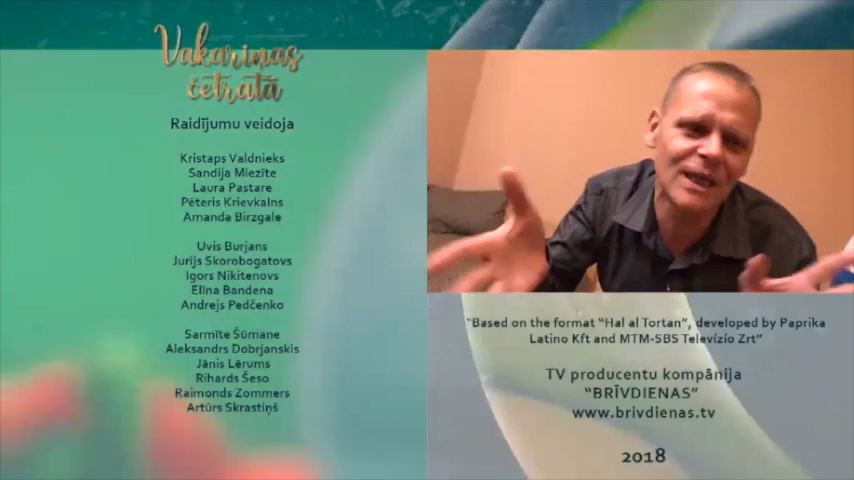 Vakariņas
četratā
Raidījumu veidoja
Kristaps Valdnieks
Sandija Miezīte
Laura Pastare
Pēteris Krievkalns
Amanda Birzgale
Uvis Burjans
Jurijs Skorobogatovs
Igors Nikitenovs
Elīna Bandena
Andrejs Pedčenko
Sarmīte Šūmane
Aleksandrs Dobrjanskis
Jānis Lērums
Rihards Šeso
Raimonds Zommers
Artūrs Skrastiņš
"Based on the format “Hal al Tortan”, developed by Paprika
Latino Kft and MTM-SBS Televízio Zrt”
TV producentu kompānija
“BRĪVDIENAS”
www.brivdienas.tv
2018